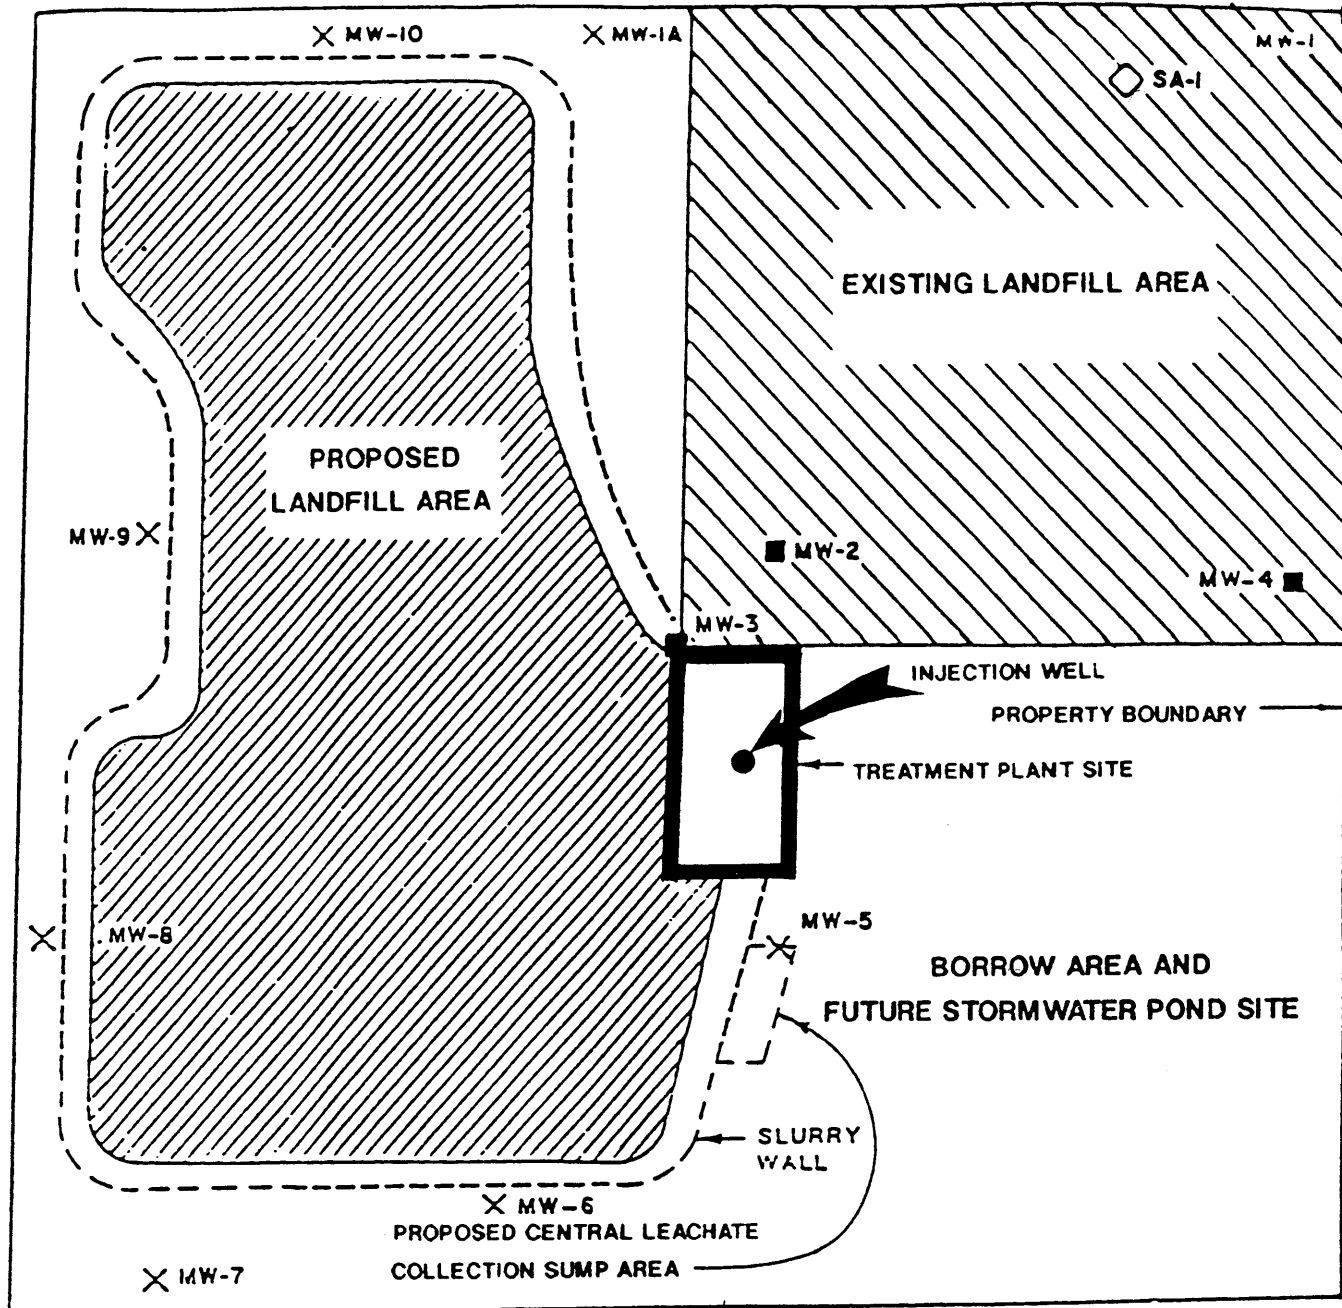 MW-10
MW-1A
MW-1
SA-1
EXISTING LANDFILL AREA
PROPOSED
LANDFILL AREA
MW-9
MW-2
MW-4
MW-3
INJECTION WELL
PROPERTY BOUNDARY
TREATMENT PLANT SITE
MW-8
MW-5
BORROW AREA AND
FUTURE STORMWATER POND SITE
SLURRY
WALL
MW-6
PROPOSED CENTRAL LEACHATE
COLLECTION SUMP AREA
MW-7